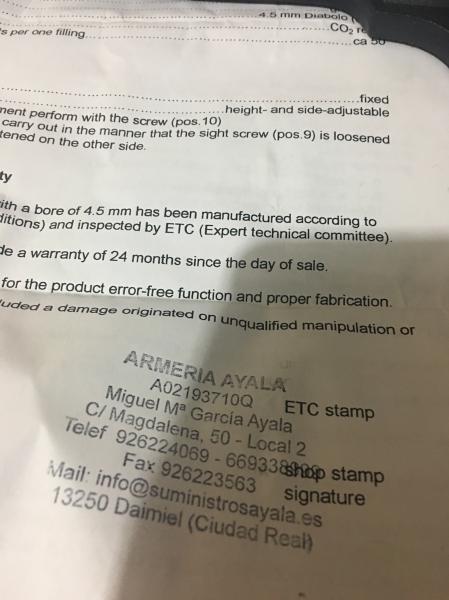 4.5 mm Diabolo
CO₂
s per one filling
ca 50
fixed
height- and side-adjustable
ment perform with the screw (pos.10)
carry out in the manner that the sight screw (pos.9) is loosened
tened on the other side.
ty
ith a bore of 4.5 mm has been manufactured according to
ditions) and inspected by ETC (Expert technical committee).
de a warranty of 24 months since the day of sale.
for the product error-free function and proper fabrication.
luded a damage originated on unqualified manipulation or
ARMERIA AYALA
A02193710Q
ETC stamp
Miguel Mª García Ayala
C/ Magdalena, 50 - Local 2
Telef 926224069 -
shop stamp
Fax 926223563
signature
Mail: info@suministrosayala.es
13250 Daimiel (Ciudad Real)